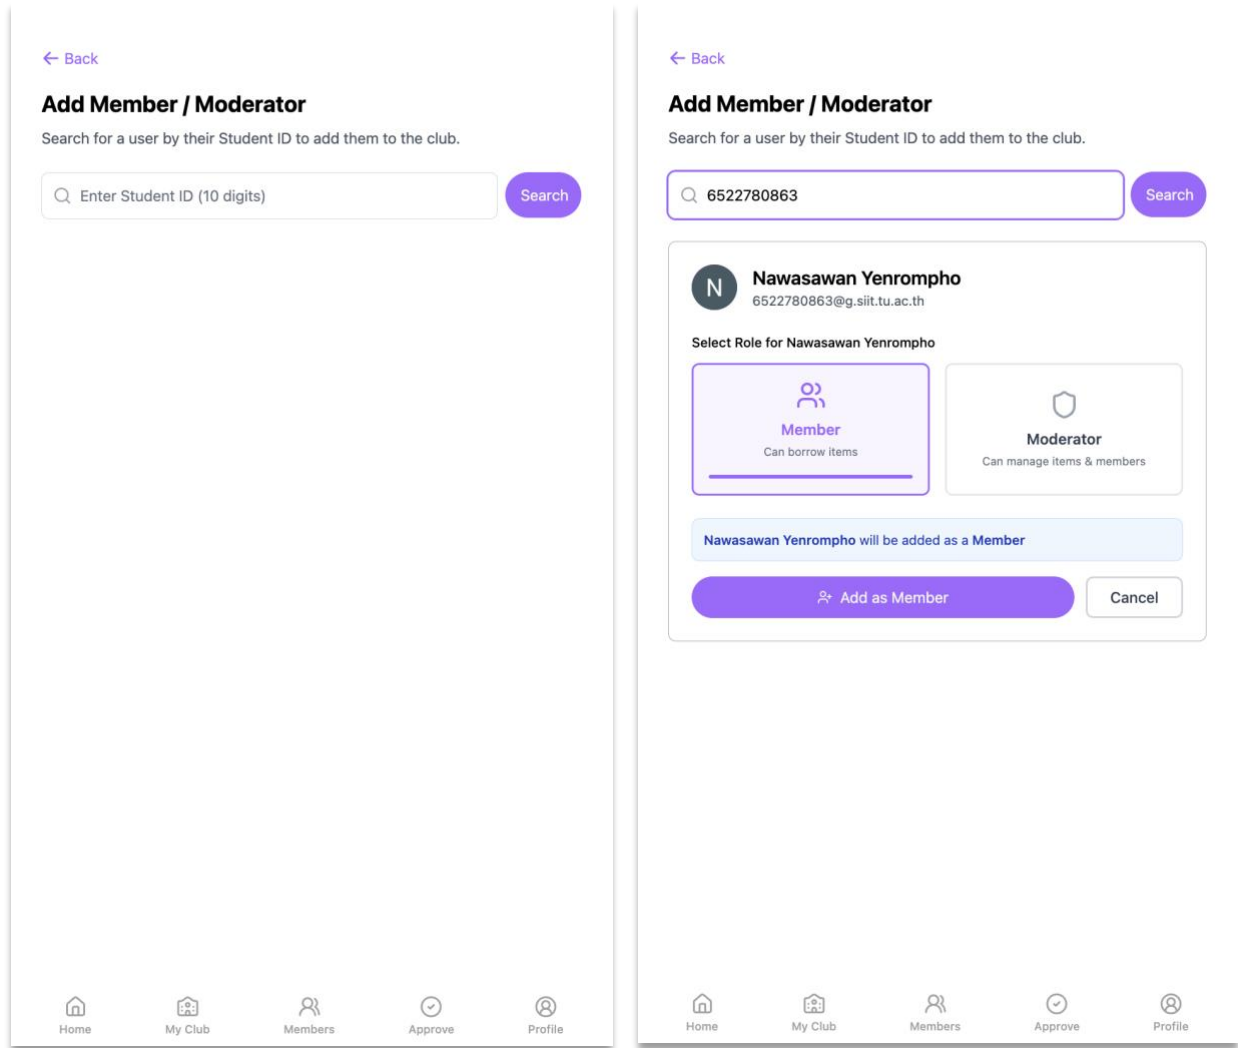 Back
Add Member / Moderator
Search for a user by their Student ID to add them to the club.
Enter Student ID (10 digits)
Search
Home
My Club
Members
Approve
Profile
Back
Add Member / Moderator
Search for a user by their Student ID to add them to the club.
6522780863
Search
N
Nawasawan Yenrompho
6522780863@g.siit.tu.ac.th
Select Role for Nawasawan Yenrompho
Member
Can borrow items
Moderator
Can manage items & members
Nawasawan Yenrompho will be added as a Member
Add as Member
Cancel
Home
My Club
Members
Approve
Profile